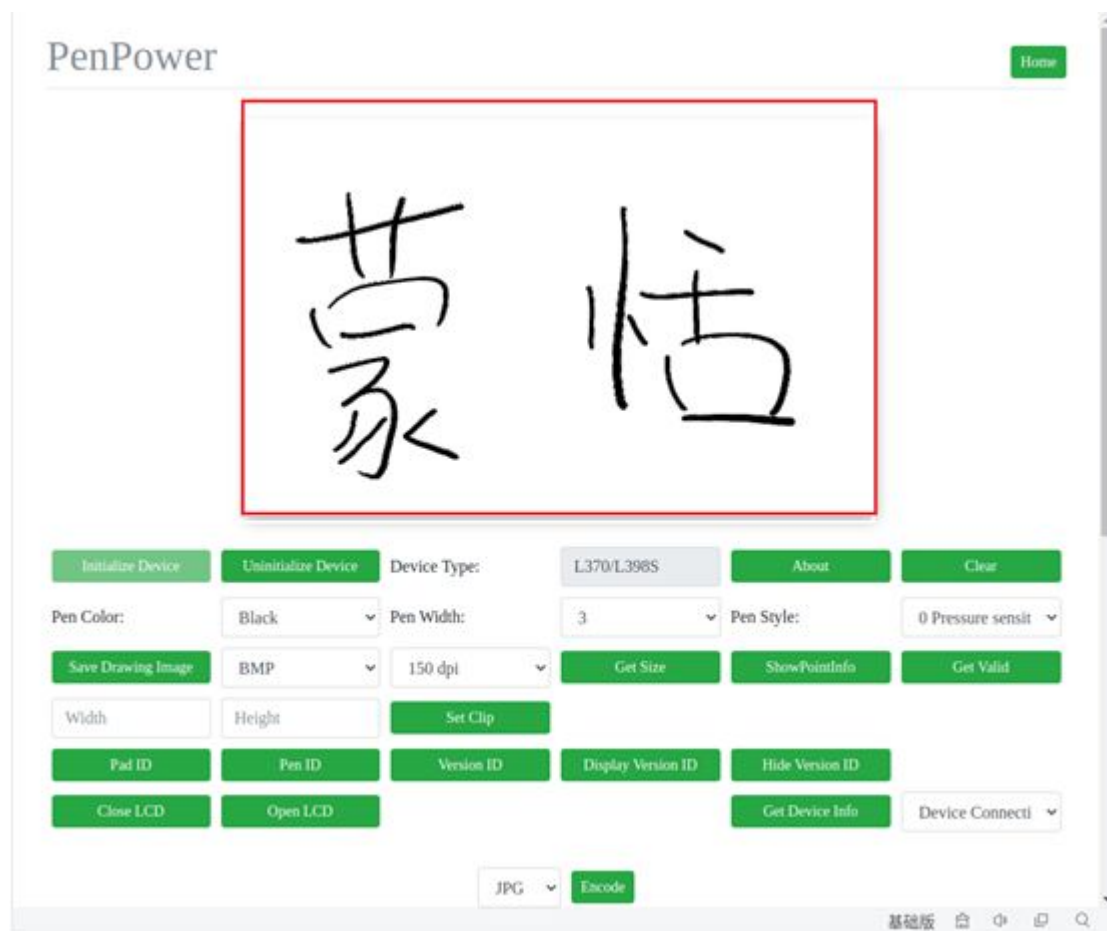 PenPower
Home
蒙恬
Initialize Device Uninitialize Device Device Type: L370/L398S About Clear
Pen Color: Black Pen Width: 3 Pen Style: 0 Pressure sensit
Save Drawing Image BMP 150 dpi Get Size ShowPointInfo Get Valid
Width Height Set Clip
Pad ID Pen ID Version ID Display Version ID Hide Version ID
Close LCD Open LCD Get Device Info Device Connecti
JPG Encode
基础版